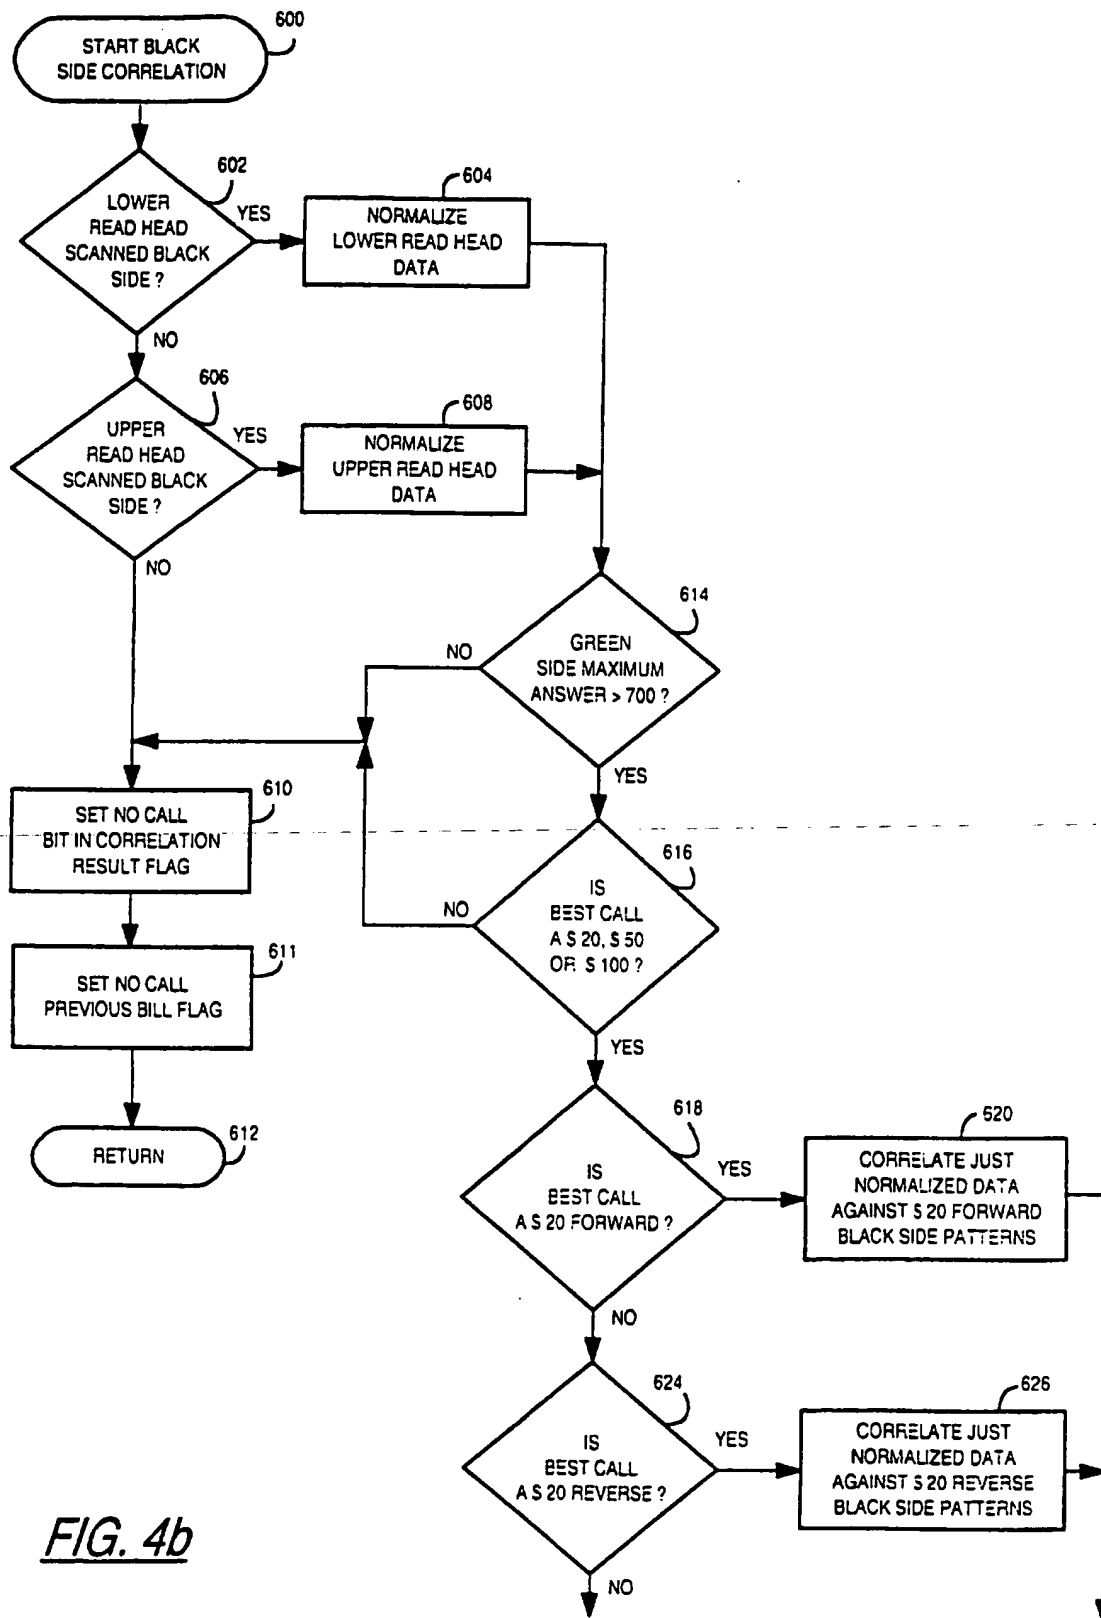 600
START BLACK
SIDE CORRELATION
602
LOWER
READ HEAD
SCANNED BLACK
SIDE ?
YES
604
NORMALIZE
LOWER READ HEAD
DATA
NO
606
UPPER
READ HEAD
SCANNED BLACK
SIDE ?
YES
608
NORMALIZE
UPPER READ HEAD
DATA
NO
614
GREEN
SIDE MAXIMUM
ANSWER > 700 ?
NO
YES
610
SET NO CALL
BIT IN CORRELATION
RESULT FLAG
616
IS
BEST CALL
A $ 20, $ 50
OR $ 100 ?
NO
YES
611
SET NO CALL
PREVIOUS BILL FLAG
612
RETURN
618
IS
BEST CALL
A $ 20 FORWARD ?
YES
620
CORRELATE JUST
NORMALIZED DATA
AGAINST $ 20 FORWARD
BLACK SIDE PATTERNS
NO
624
IS
BEST CALL
A $ 20 REVERSE ?
YES
626
CORRELATE JUST
NORMALIZED DATA
AGAINST $ 20 REVERSE
BLACK SIDE PATTERNS
NO
FIG. 4b